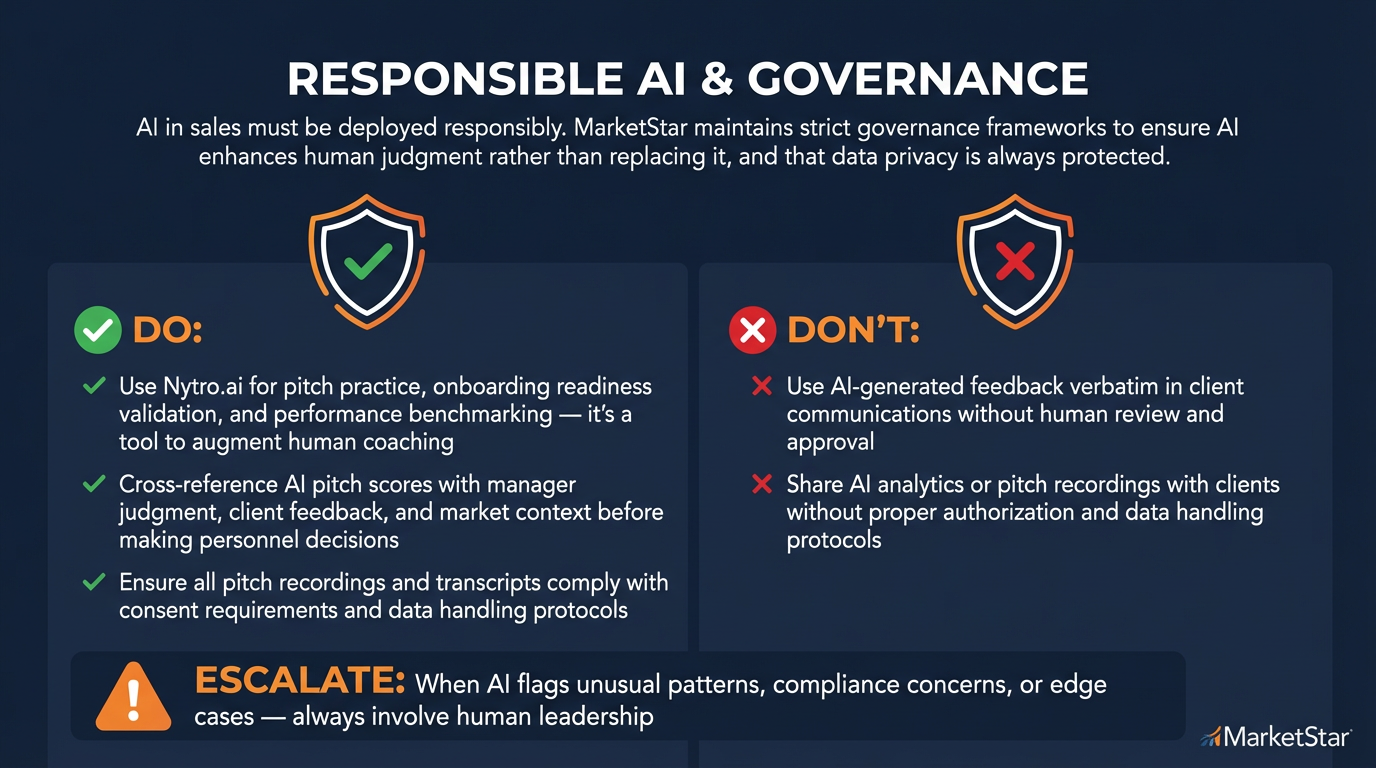 RESPONSIBLE AI & GOVERNANCE
AI in sales must be deployed responsibly. MarketStar maintains strict governance frameworks to ensure AI
enhances human judgment rather than replacing it, and that data privacy is always protected.
DO:
Use Nytro.ai for pitch practice, onboarding readiness
validation, and performance benchmarking — it’s a
tool to augment human coaching
Cross-reference AI pitch scores with manager
judgment, client feedback, and market context before
making personnel decisions
Ensure all pitch recordings and transcripts comply with
consent requirements and data handling protocols
DON’T:
Use AI-generated feedback verbatim in client
communications without human review and
approval
Share AI analytics or pitch recordings with clients
without proper authorization and data handling
protocols
ESCALATE: When AI flags unusual patterns, compliance concerns, or edge
cases — always involve human leadership
MarketStar